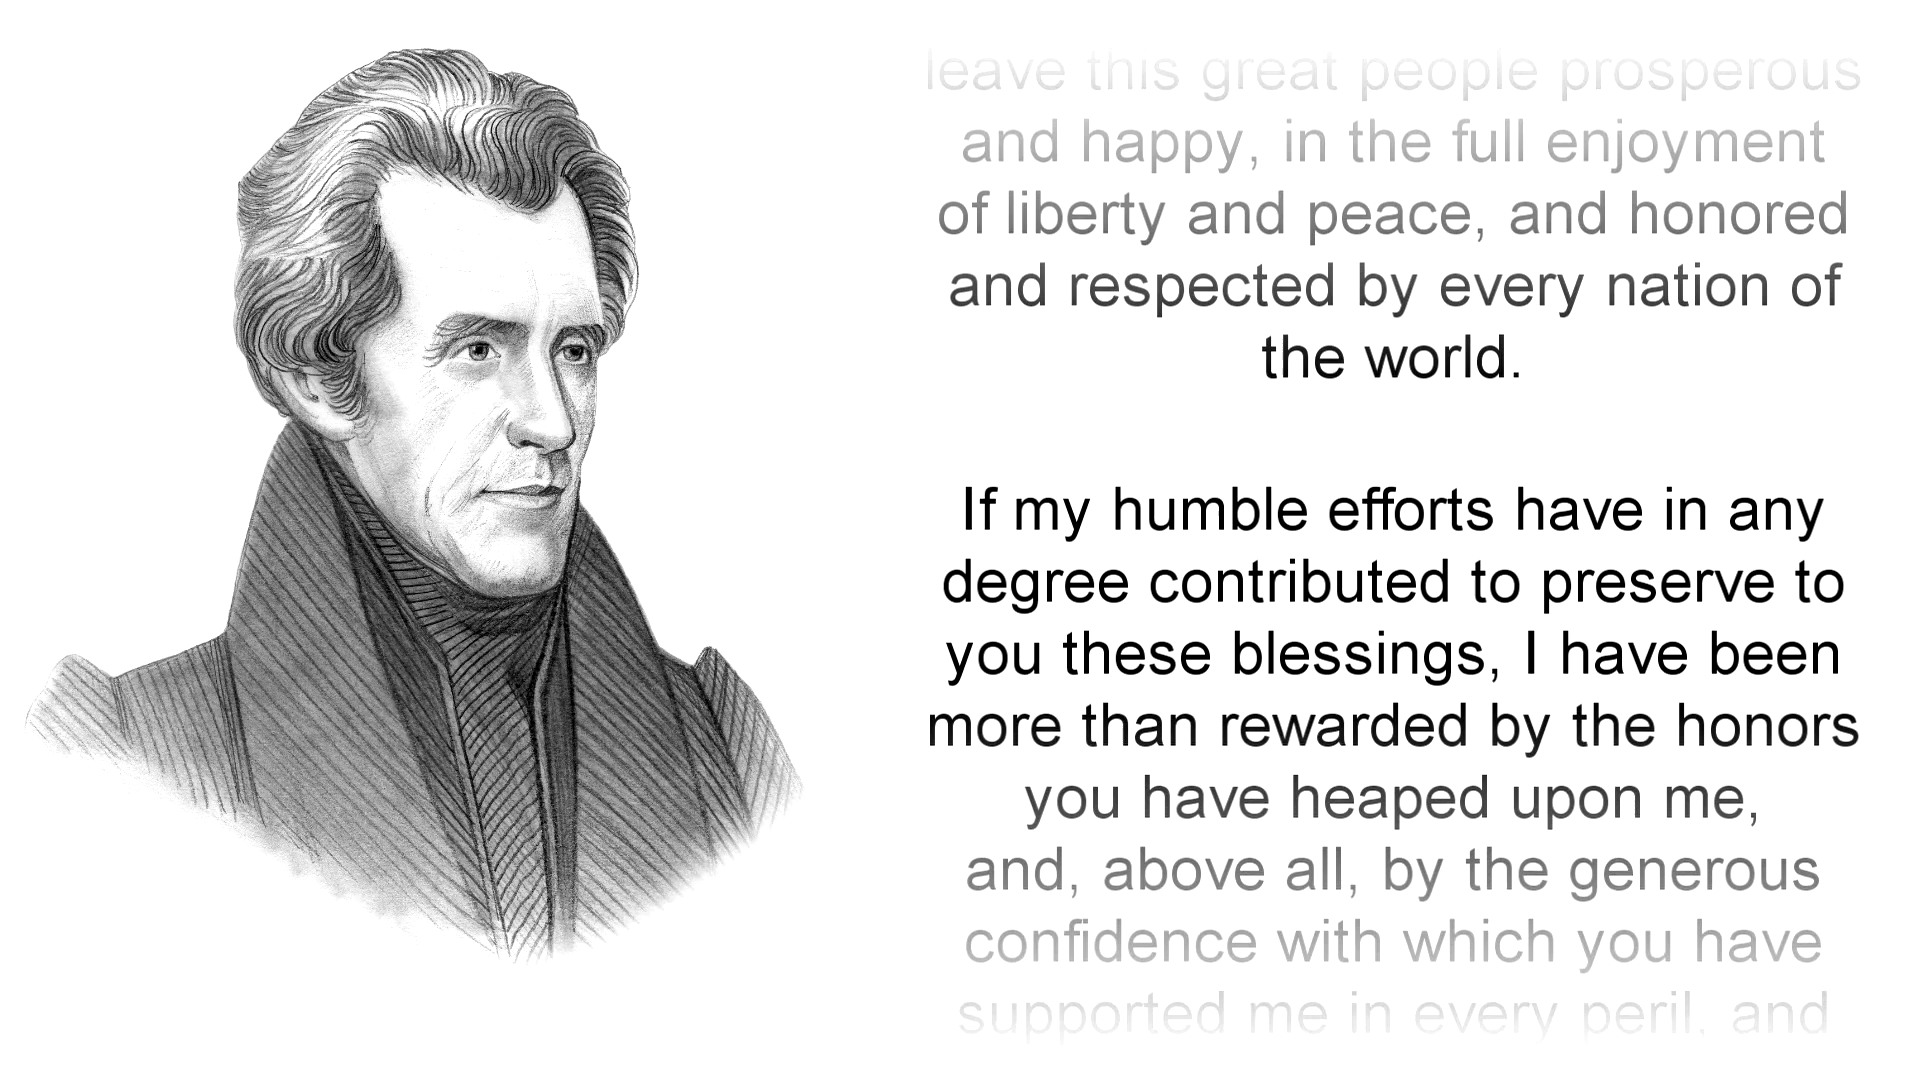 leave this great people prosperous
and happy, in the full enjoyment
of liberty and peace, and honored
and respected by every nation of
the world.
If my humble efforts have in any
degree contributed to preserve to
you these blessings, I have been
more than rewarded by the honors
you have heaped upon me,
and, above all, by the generous
confidence with which you have
supported me in every peril, and